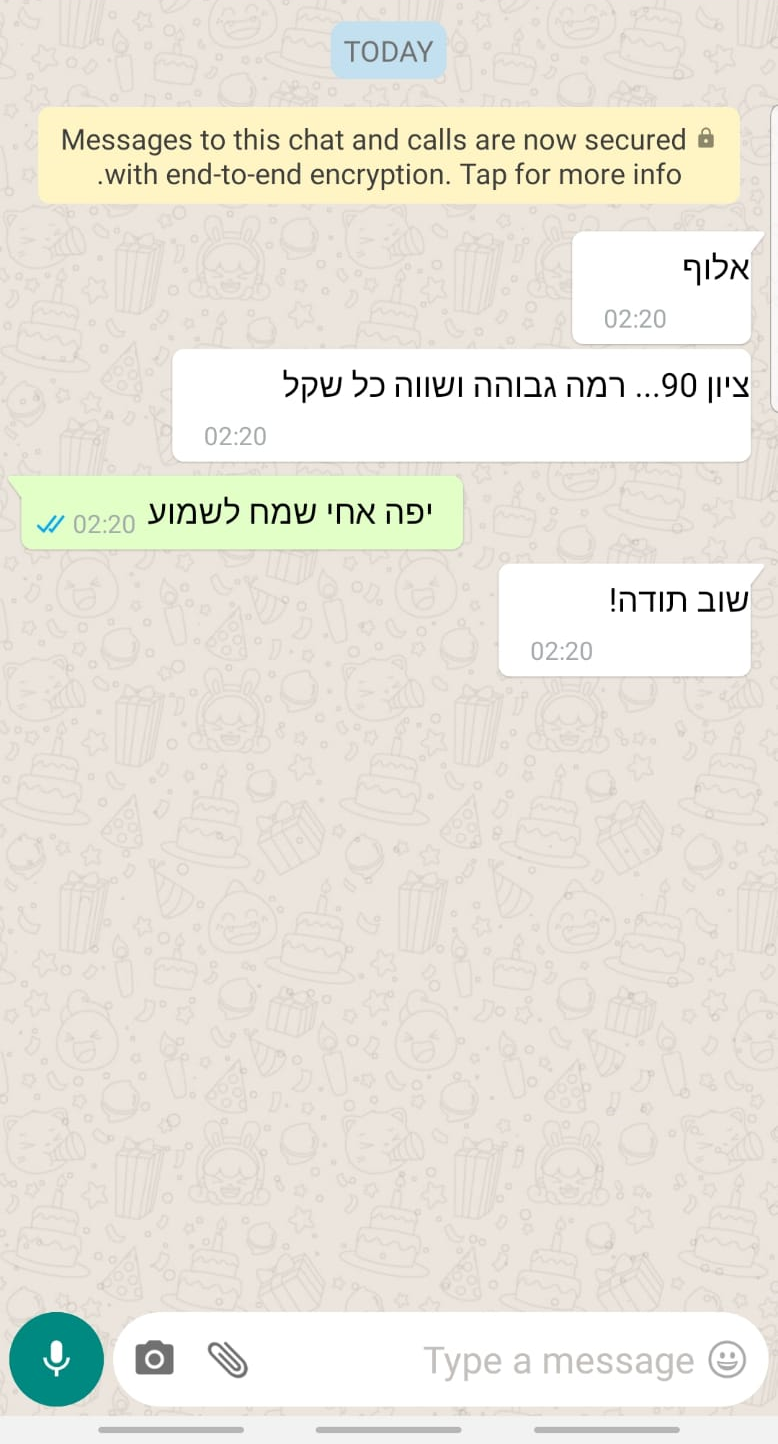 TODAY
Messages to this chat and calls are now secured
with end-to-end encryption. Tap for more info.
אלוף
02:20
ציון 90... רמה גבוהה ושווה כל שקל
02:20
יפה אחי שמח לשמוע 02:20
שוב תודה!
02:20
Type a message